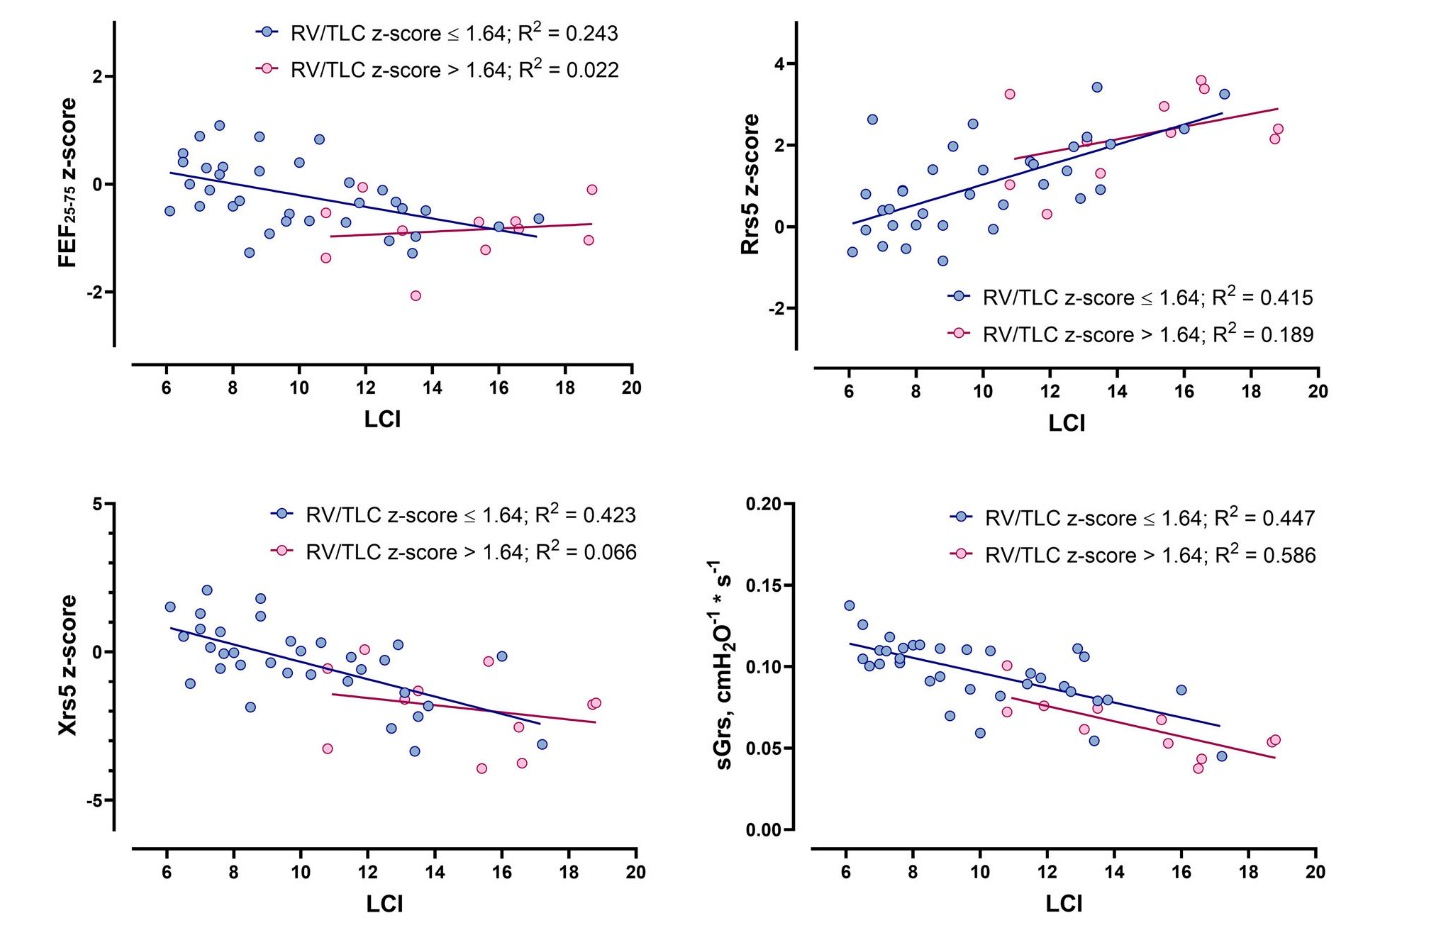 RV/TLC z-score ≤ 1.64; R² = 0.243
RV/TLC z-score > 1.64; R² = 0.022
FEF25-75 z-score
2
0
-2
6 8 10 12 14 16 18 20
LCI
RV/TLC z-score ≤ 1.64; R² = 0.415
RV/TLC z-score > 1.64; R² = 0.189
Rrs5 z-score
4
2
0
-2
6 8 10 12 14 16 18 20
LCI
RV/TLC z-score ≤ 1.64; R² = 0.423
RV/TLC z-score > 1.64; R² = 0.066
Xrs5 z-score
5
0
-5
6 8 10 12 14 16 18 20
LCI
RV/TLC z-score ≤ 1.64; R² = 0.447
RV/TLC z-score > 1.64; R² = 0.586
sGrs, cmH₂O⁻¹ * s⁻¹
0.20
0.15
0.10
0.05
0.00
6 8 10 12 14 16 18 20
LCI